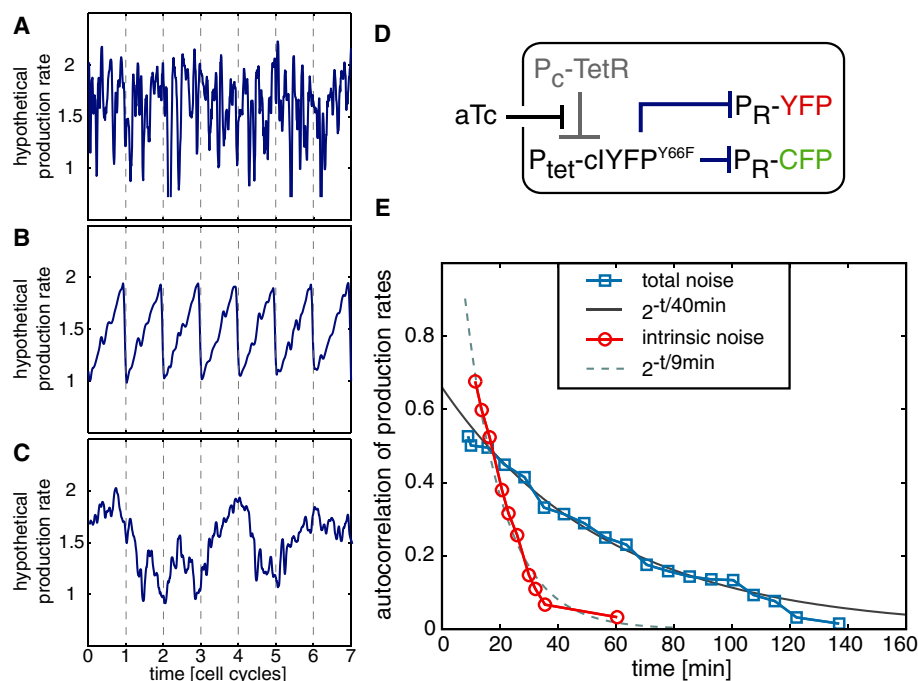 A
hypothetical
production rate
2
1.5
1
B
hypothetical
production rate
2
1.5
1
C
hypothetical
production rate
2
1.5
1
0 1 2 3 4 5 6 7
time [cell cycles]
D
Pc-TetR
aTc
PR-YFP
Ptet-cIYFPY66F
PR-CFP
E
autocorrelation of production rates
total noise
2-t/40min
intrinsic noise
2-t/9min
0.8
0.6
0.4
0.2
0
0 20 40 60 80 100 120 140 160
time [min]